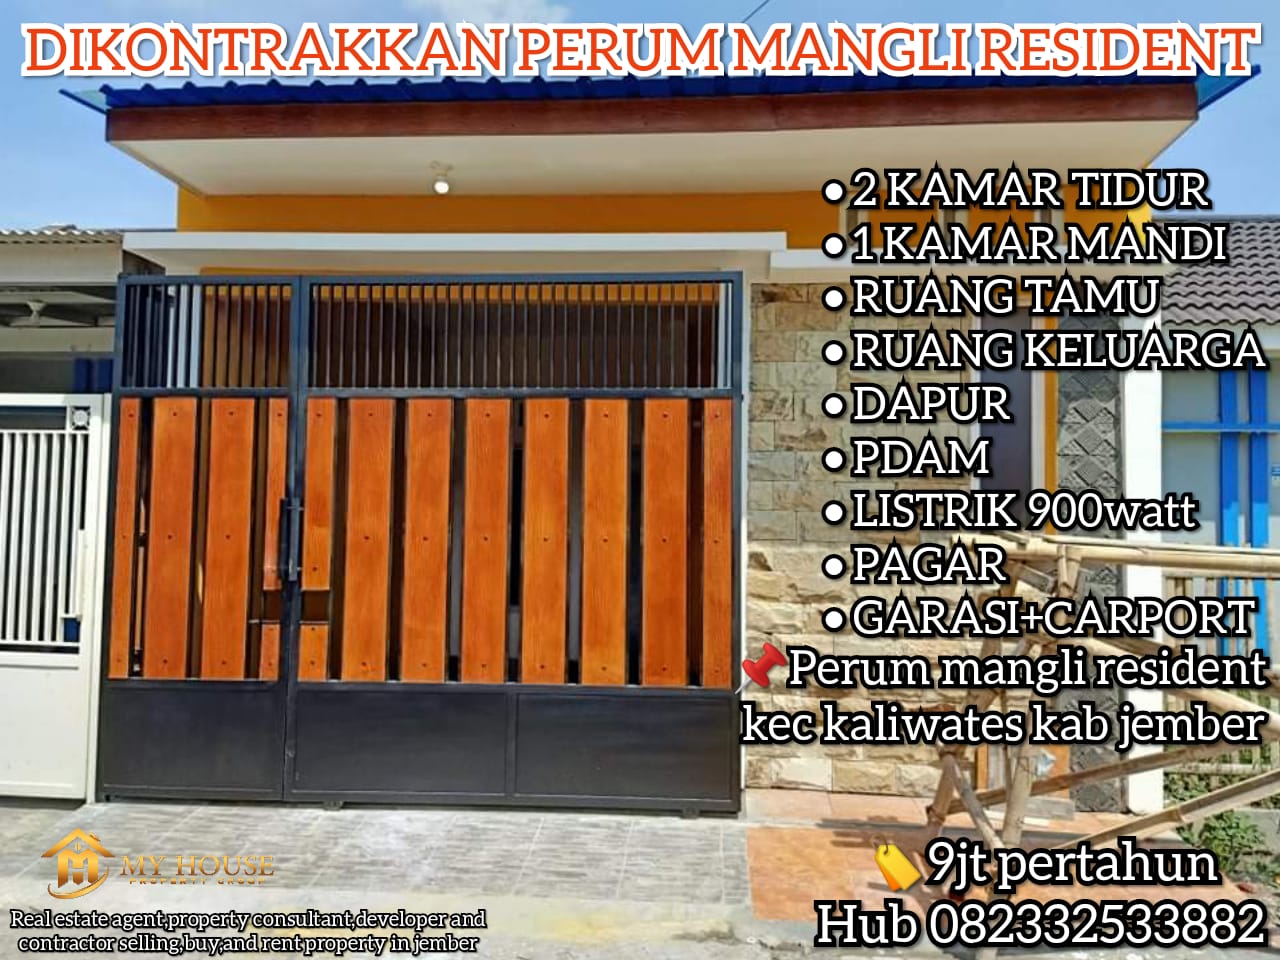 DIKONTRAKKAN PERUM MANGLI RESIDENT
•2 KAMAR TIDUR
•1 KAMAR MANDI
•RUANG TAMU
•RUANG KELUARGA
•DAPUR
•PDAM
•LISTRIK 900watt
•PAGAR
•GARASI+CARPORT
📌Perum mangli resident
kec kaliwates kab jember
🏷️9jt pertahun
Hub 082332533882
MY HOUSE
PROPERTY GROUP
Real estate agent,property consultant,developer and
contractor selling,buy,and rent property in jember